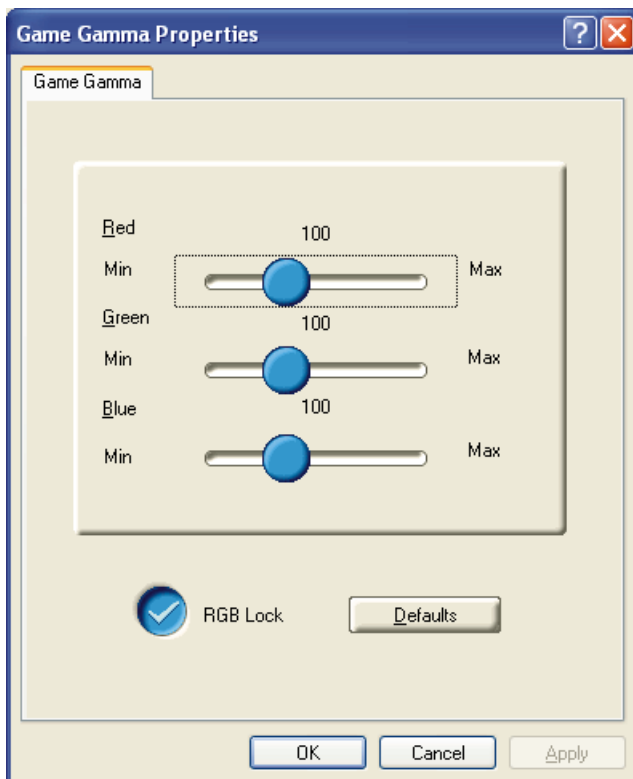 Game Gamma Properties
Game Gamma
Red
100
Min
Max
Green
100
Min
Max
Blue
100
Min
Max
RGB Lock
Defaults
OK
Cancel
Apply